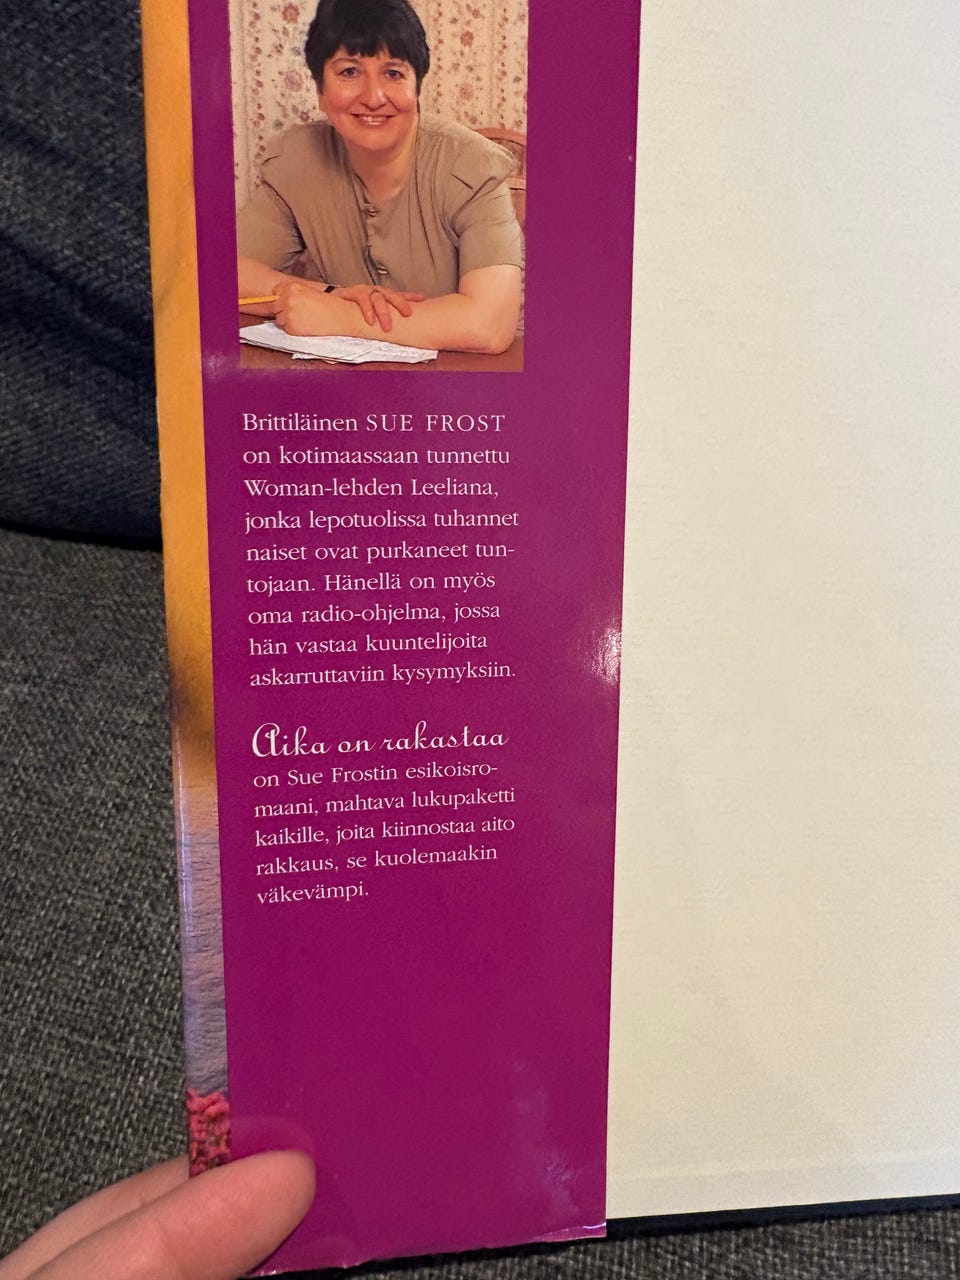 Brittiläinen SUE FROST
on kotimaassaan tunnettu
Woman-lehden Leeliana,
jonka lepotuolissa tuhannet
naiset ovat purkaneet tun-
tojaan. Hänellä on myös
oma radio-ohjelma, jossa
hän vastaa kuuntelijoita
askarruttaviin kysymyksiin.
Aika on rakastaa
on Sue Frostin esikoisro-
maani, mahtava lukupaketti
kaikille, joita kiinnostaa aito
rakkaus, se kuolemaakin
väkevämpi.